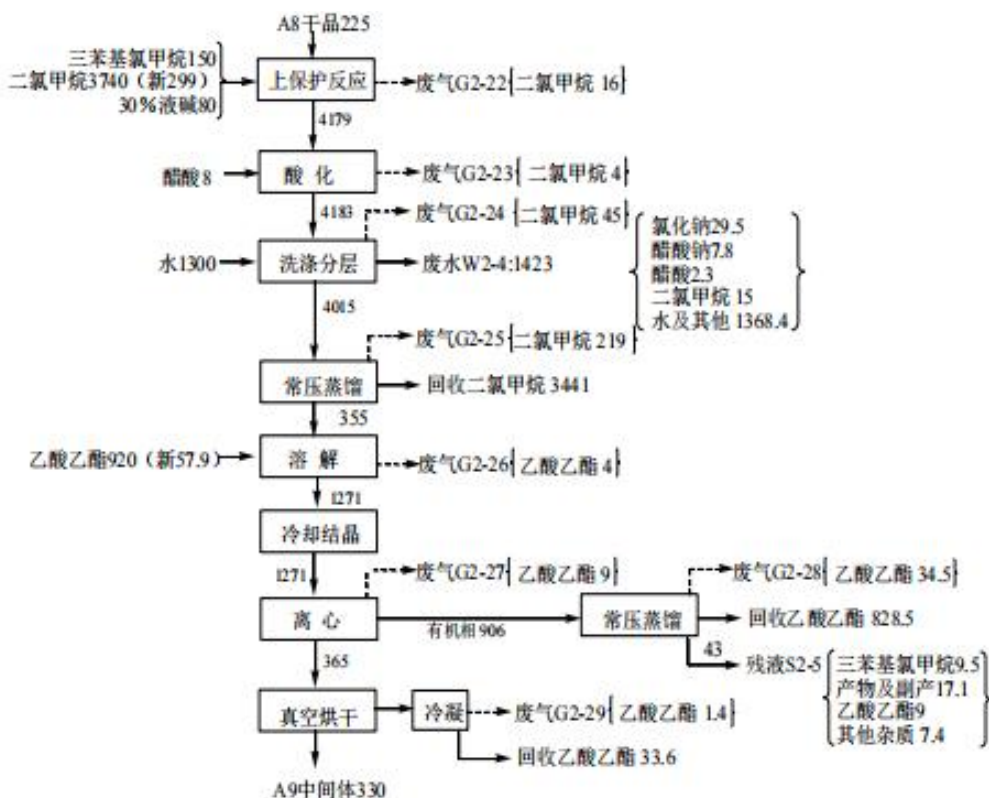 A8干品225
三苯基氯甲烷150
二氯甲烷3740（新299）
30%液碱80
上保护反应
废气G2-22{二氯甲烷 16}
4179
醋酸8
酸 化
废气G2-23{二氯甲烷 4}
4183
废气G2-24{二氯甲烷 45}
水1300
洗涤分层
废水W2-4:1423
氯化钠29.5
醋酸钠7.8
醋酸2.3
二氯甲烷 15
水及其他 1368.4
4015
废气G2-25{二氯甲烷 219}
常压蒸馏
回收二氯甲烷 3441
355
乙酸乙酯920（新57.9）
溶 解
废气G2-26{乙酸乙酯 4}
1271
冷却结晶
1271
废气G2-27{乙酸乙酯 9}
废气G2-28{乙酸乙酯 34.5}
离 心
有机相 906
常压蒸馏
回收乙酸乙酯 828.5
365
43
残液S2-5
三苯基氯甲烷9.5
产物及副产17.1
乙酸乙酯9
其他杂质 7.4
真空烘干
冷凝
废气G2-29{乙酸乙酯 1.4}
回收乙酸乙酯 33.6
A9中间体330